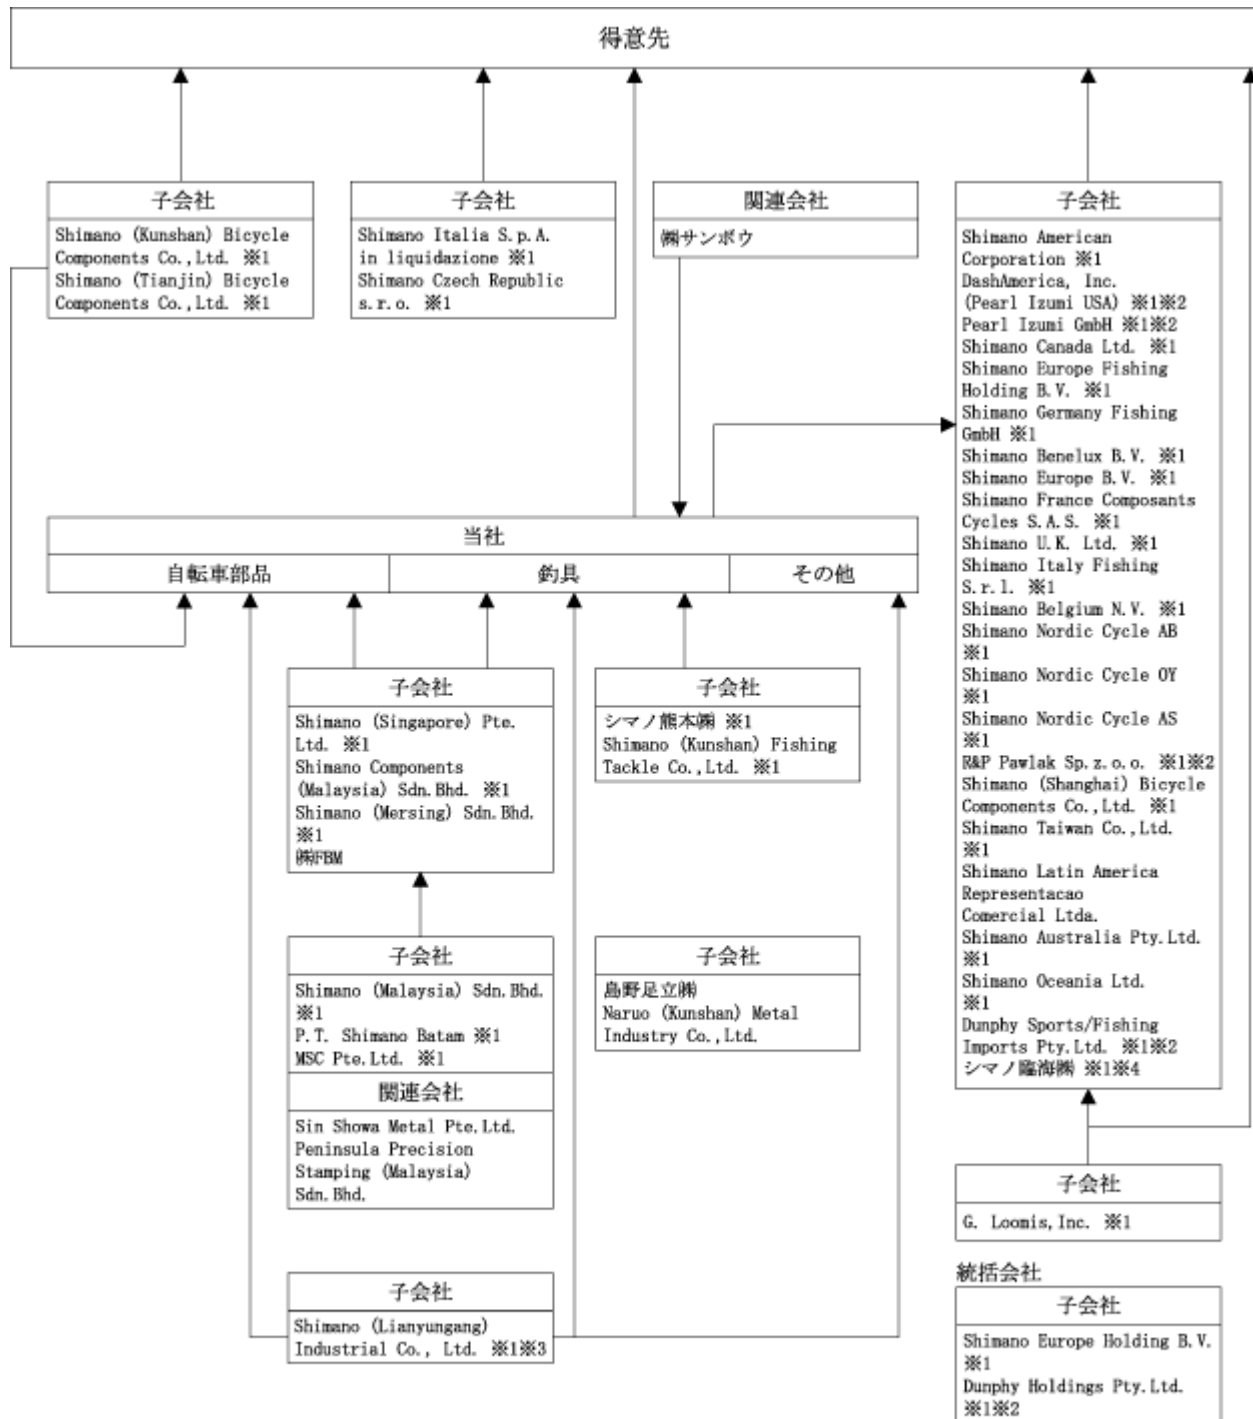 得意先
子会社
Shimano (Kunshan) Bicycle
Components Co.,Ltd. ※1
Shimano (Tianjin) Bicycle
Components Co.,Ltd. ※1
子会社
Shimano Italia S.p.A.
in liquidazione ※1
Shimano Czech Republic
s.r.o. ※1
関連会社
㈱サンボウ
子会社
Shimano American
Corporation ※1
DashAmerica, Inc.
(Pearl Izumi USA) ※1※2
Pearl Izumi GmbH ※1※2
Shimano Canada Ltd. ※1
Shimano Europe Fishing
Holding B.V. ※1
Shimano Germany Fishing
GmbH ※1
Shimano Benelux B.V. ※1
Shimano Europe B.V. ※1
Shimano France Composants
Cycles S.A.S. ※1
Shimano U.K. Ltd. ※1
Shimano Italy Fishing
S.r.l. ※1
Shimano Belgium N.V. ※1
Shimano Nordic Cycle AB
※1
Shimano Nordic Cycle OY
※1
Shimano Nordic Cycle AS
※1
R&P Pawlak Sp.z.o.o. ※1※2
Shimano (Shanghai) Bicycle
Components Co.,Ltd. ※1
Shimano Taiwan Co.,Ltd.
※1
Shimano Latin America
Representacao
Comercial Ltda.
Shimano Australia Pty.Ltd.
※1
Shimano Oceania Ltd.
※1
Dunphy Sports/Fishing
Imports Pty.Ltd. ※1※2
シマノ臨海㈱ ※1※4
当社
自転車部品
釣具
その他
子会社
Shimano (Singapore) Pte.
Ltd. ※1
Shimano Components
(Malaysia) Sdn.Bhd. ※1
Shimano (Mersing) Sdn.Bhd.
※1
㈱FBM
子会社
シマノ熊本㈱ ※1
Shimano (Kunshan) Fishing
Tackle Co.,Ltd. ※1
子会社
Shimano (Malaysia) Sdn.Bhd.
※1
P.T. Shimano Batam ※1
MSC Pte.Ltd. ※1
関連会社
Sin Showa Metal Pte.Ltd.
Peninsula Precision
Stamping (Malaysia)
Sdn.Bhd.
子会社
島野足立㈱
Naruo (Kunshan) Metal
Industry Co.,Ltd.
子会社
Shimano (Lianyungang)
Industrial Co., Ltd. ※1※3
子会社
G. Loomis,Inc. ※1
統括会社
子会社
Shimano Europe Holding B.V.
※1
Dunphy Holdings Pty.Ltd.
※1※2